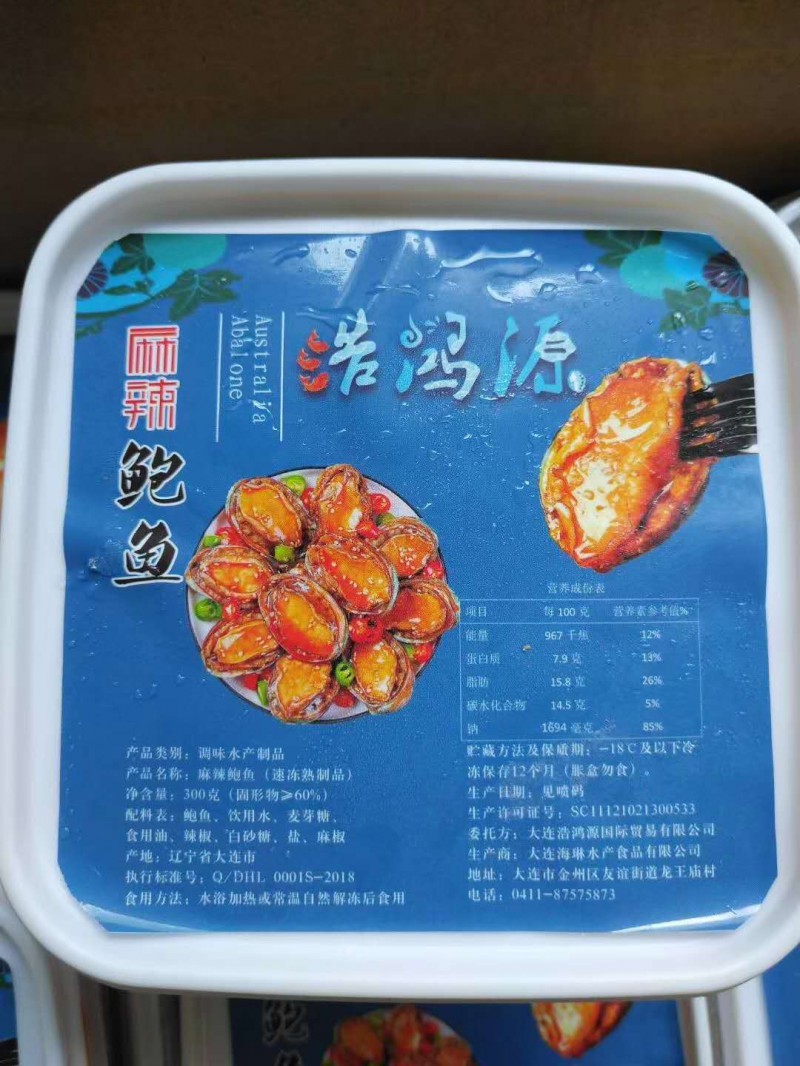 麻辣
鲍鱼
Australia
Abalone
浩鸿源
营养成份表
项目 每100克 营养素参考值%
能量 967千焦 12%
蛋白质 7.9克 13%
脂肪 15.8克 26%
碳水化合物 14.5克 5%
钠 1694毫克 85%
产品类别：调味水产制品
产品名称：麻辣鲍鱼（速冻熟制品）
净含量：300克（固形物≥60%）
配料表：鲍鱼、饮用水、麦芽糖、
食用油、辣椒、白砂糖、盐、麻椒
产地：辽宁省大连市
执行标准号：Q/DHL 0001S-2018
食用方法：水浴加热或常温自然解冻后食用
贮藏方法及保质期：-18℃及以下冷
冻保存12个月（胀盒勿食）。
生产日期：见喷码
生产许可证号：SC11121021300533
委托方：大连浩鸿源国际贸易有限公司
生产商：大连海琳水产食品有限公司
地址：大连市金州区友谊街道龙王庙村
电话：0411-87575873
鲍